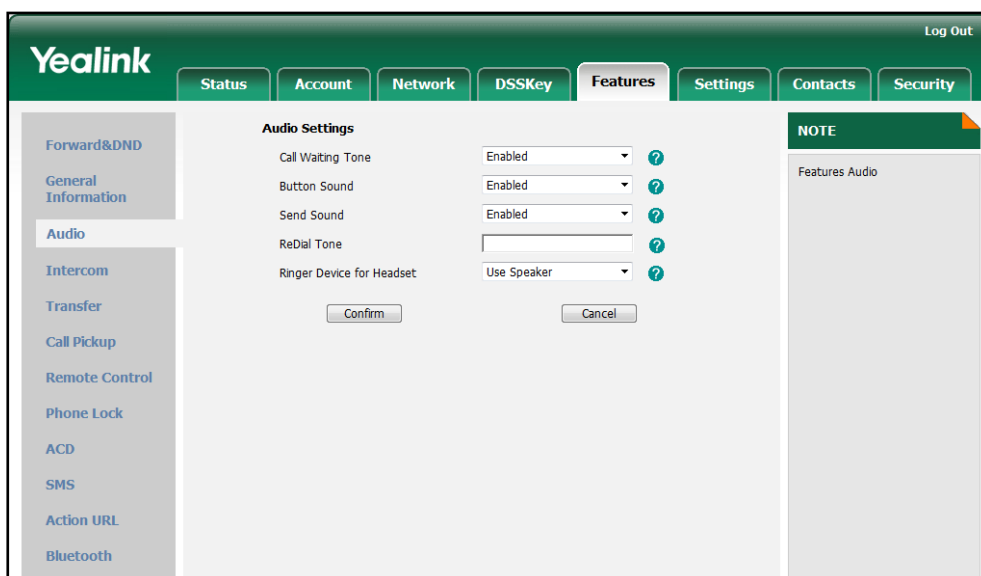 Log Out
Yealink
Status Account Network DSSKey Features Settings Contacts Security
Forward&DND
General
Information
Audio
Intercom
Transfer
Call Pickup
Remote Control
Phone Lock
ACD
SMS
Action URL
Bluetooth
Audio Settings
Call Waiting Tone Enabled ?
Button Sound Enabled ?
Send Sound Enabled ?
ReDial Tone ?
Ringer Device for Headset Use Speaker ?
Confirm Cancel
NOTE
Features Audio